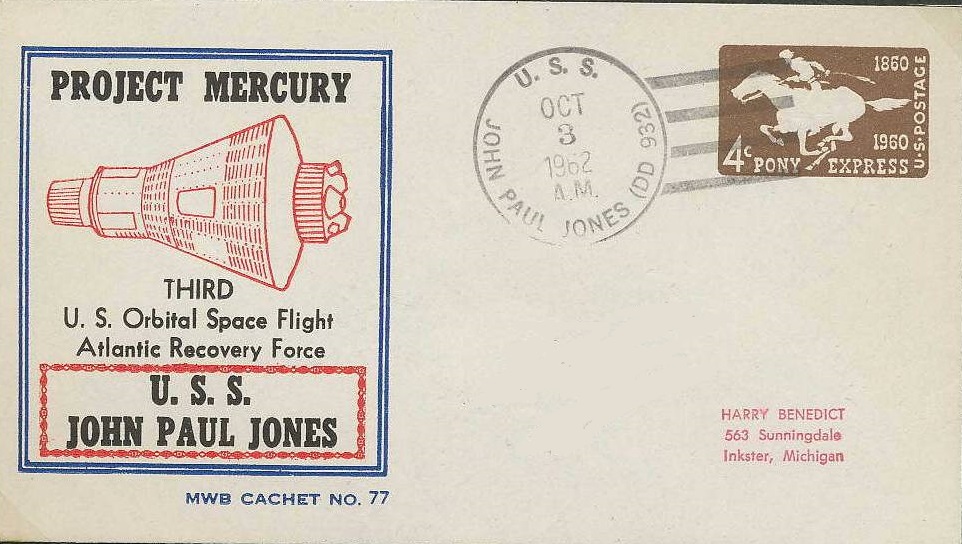 PROJECT MERCURY
THIRD
U. S. Orbital Space Flight
Atlantic Recovery Force
U. S. S.
JOHN PAUL JONES
MWB CACHET NO. 77
U. S. S.
JOHN PAUL JONES (DD 932)
OCT
3
1962
A.M.
1860
1960
4c PONY EXPRESS
U·S·POSTAGE
HARRY BENEDICT
563 Sunningdale
Inkster, Michigan